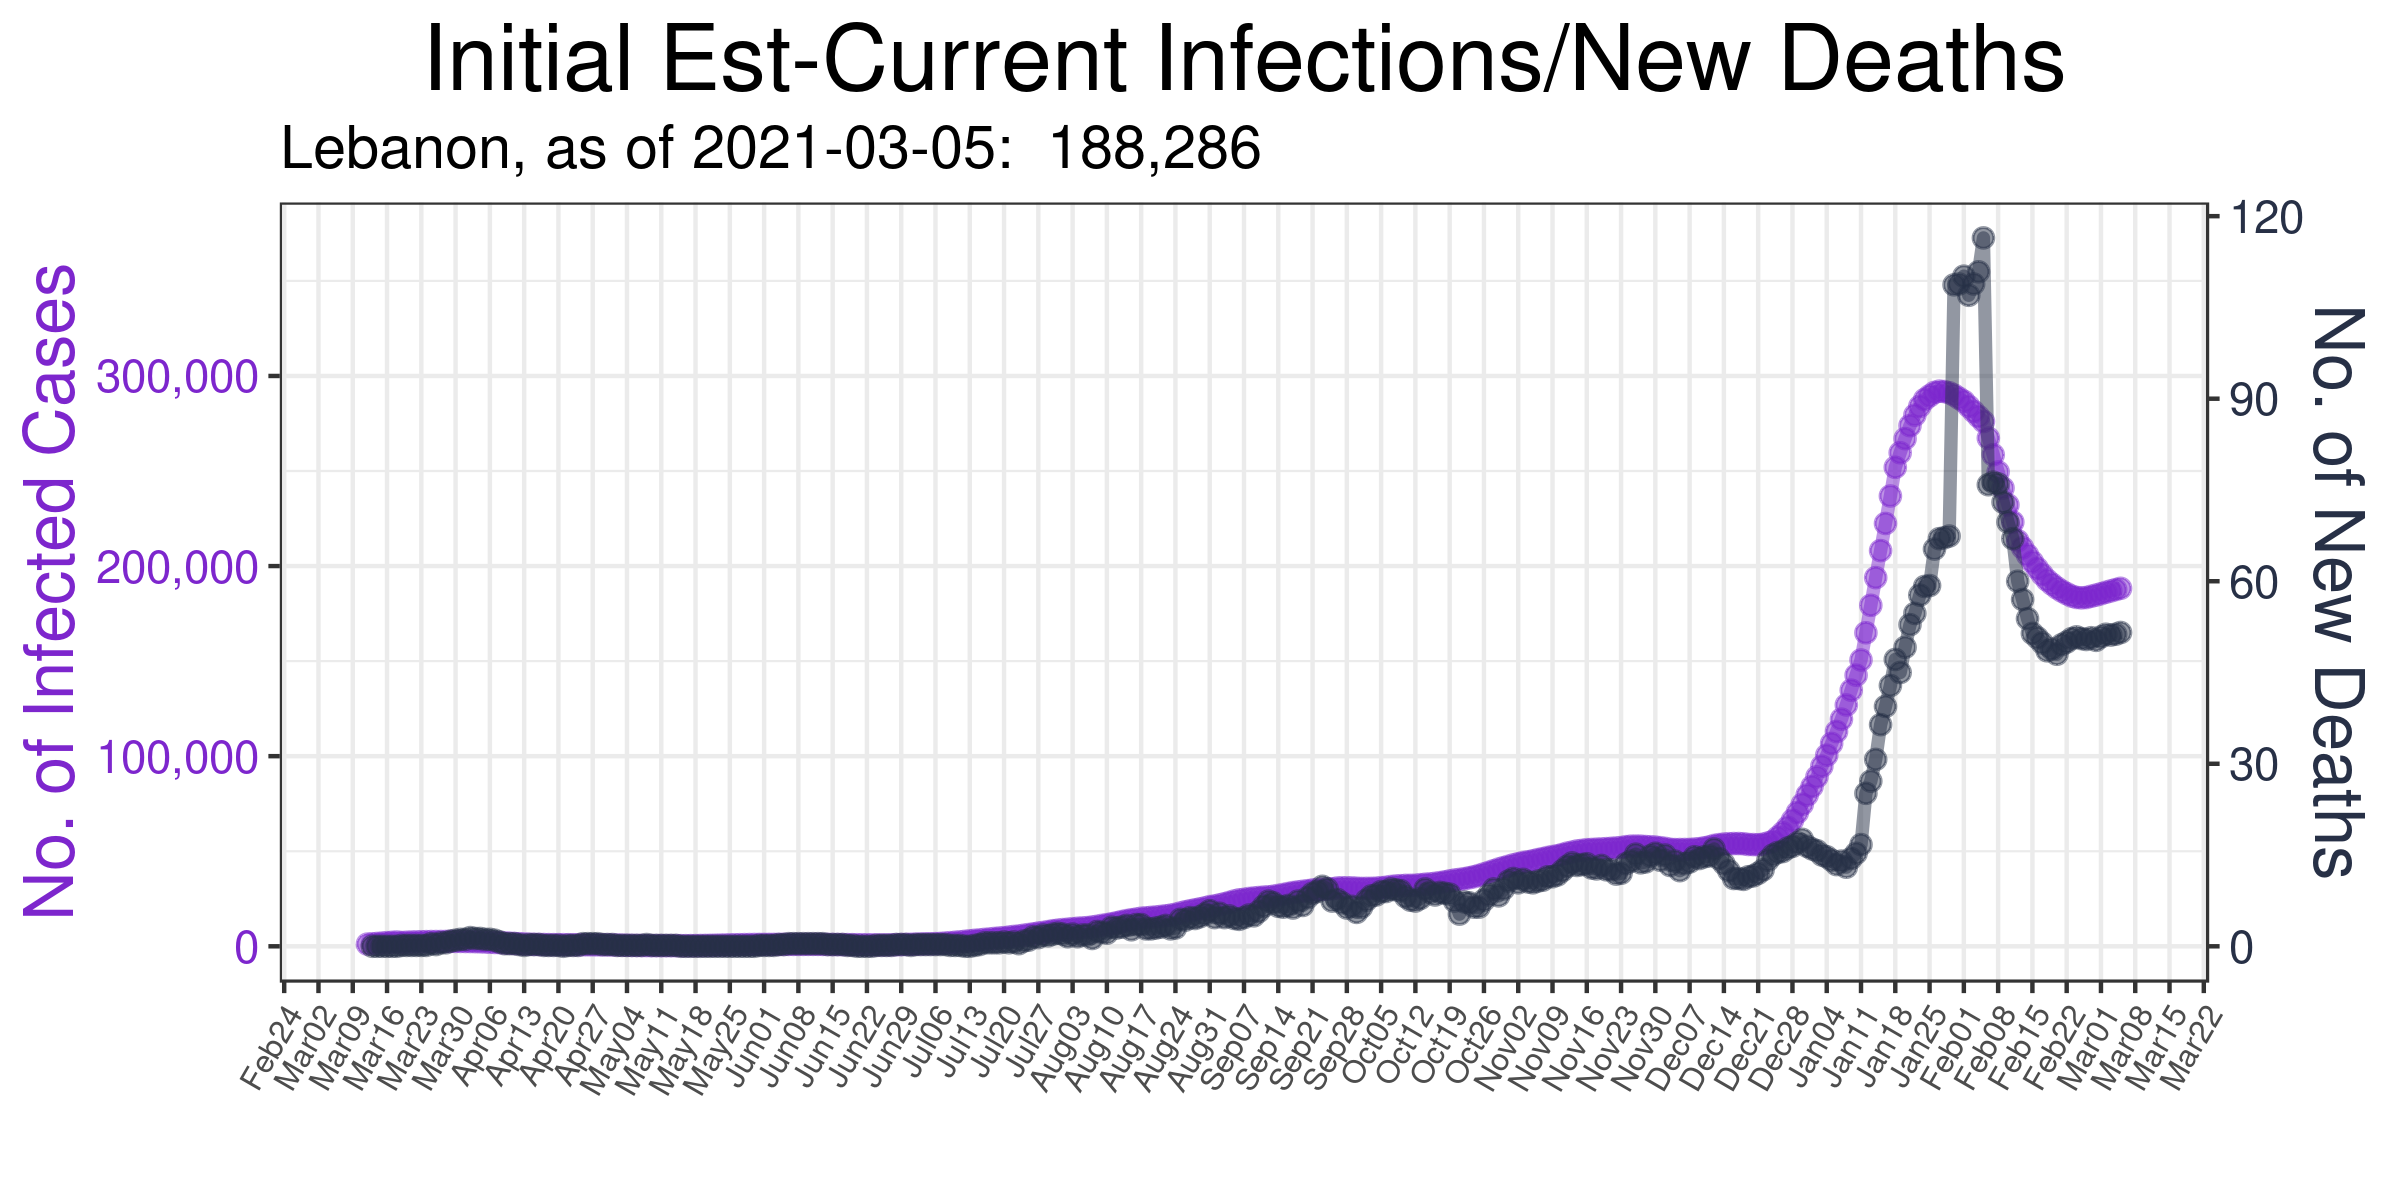 Initial Est-Current Infections/New Deaths
Lebanon, as of 2021-03-05:  188,286
No. of Infected Cases
300,000
200,000
100,000
0
120
90
60
30
0
No. of New Deaths
Feb24
Mar02
Mar09
Mar16
Mar23
Mar30
Apr06
Apr13
Apr20
Apr27
May04
May11
May18
May25
Jun01
Jun08
Jun15
Jun22
Jun29
Jul06
Jul13
Jul20
Jul27
Aug03
Aug10
Aug17
Aug24
Aug31
Sep07
Sep14
Sep21
Sep28
Oct05
Oct12
Oct19
Oct26
Nov02
Nov09
Nov16
Nov23
Nov30
Dec07
Dec14
Dec21
Dec28
Jan04
Jan11
Jan18
Jan25
Feb01
Feb08
Feb15
Feb22
Mar01
Mar08
Mar15
Mar22